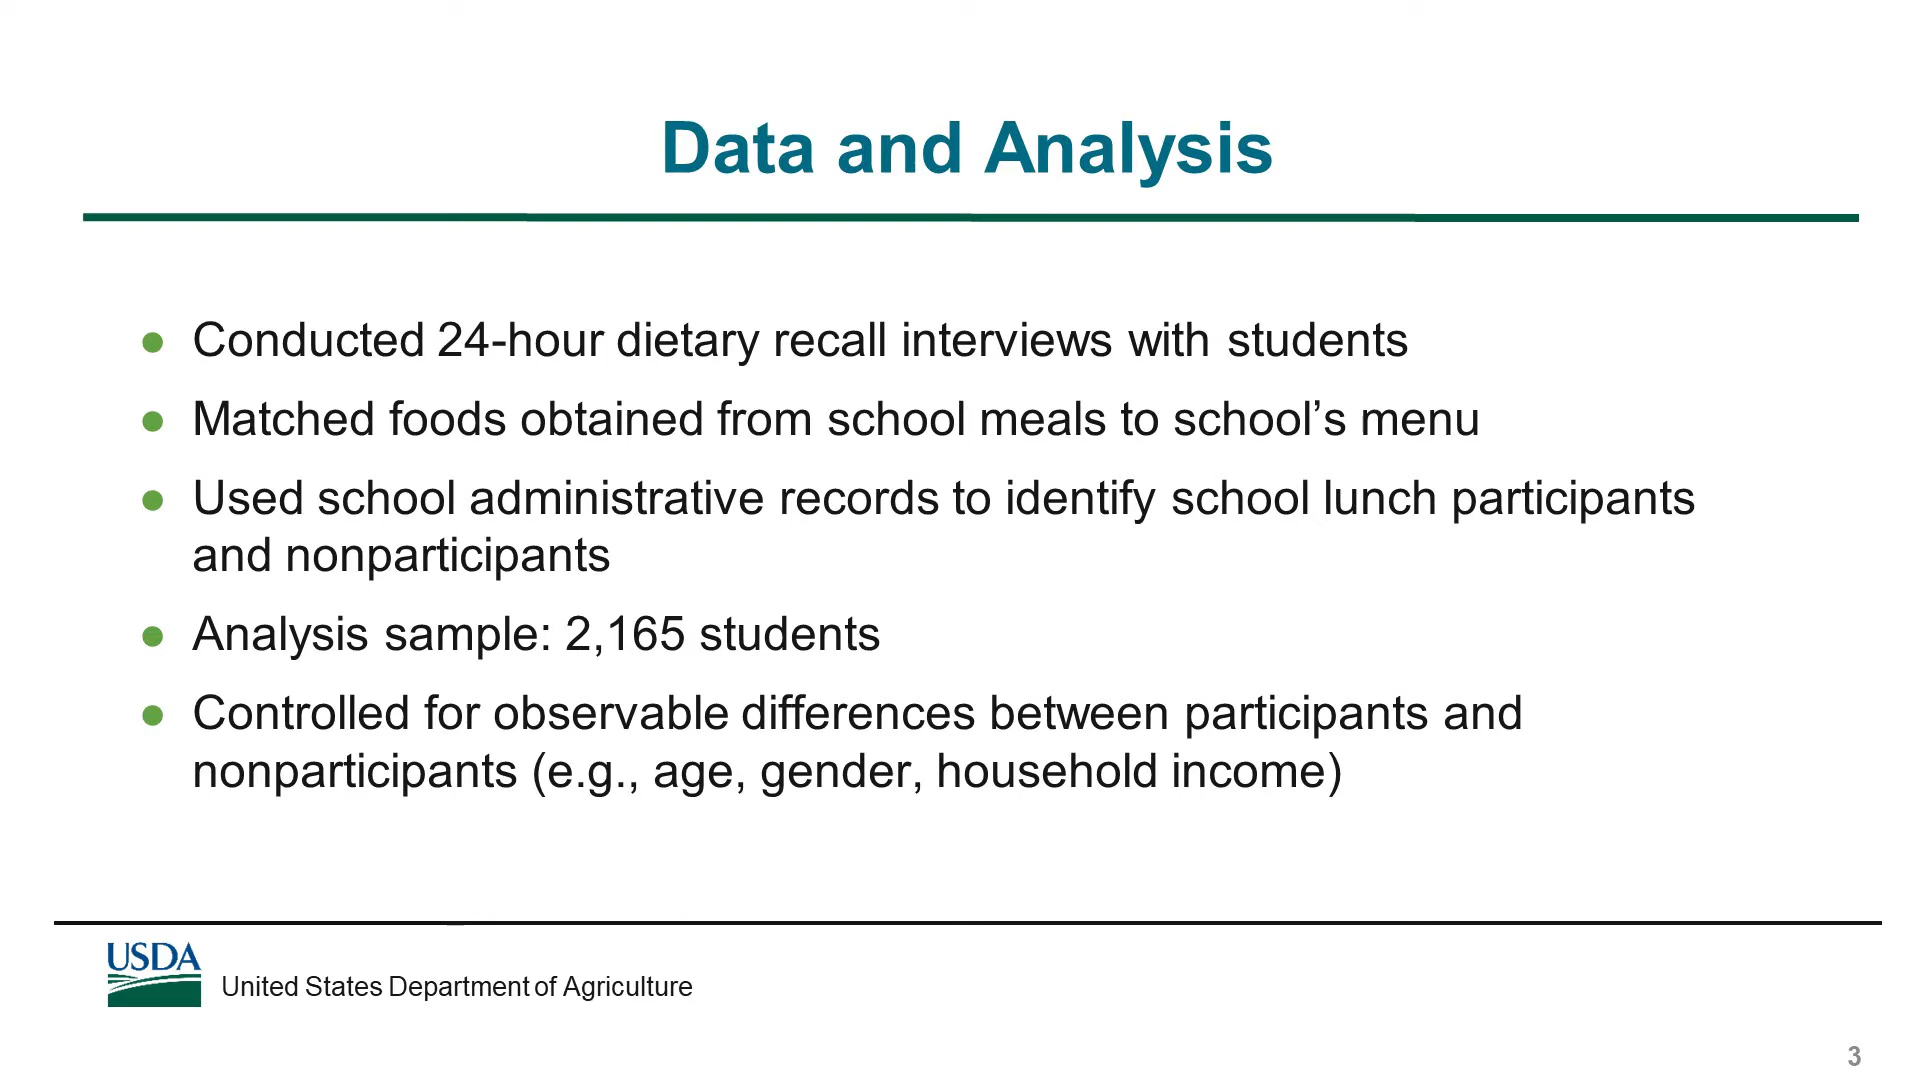 Data and Analysis
● Conducted 24-hour dietary recall interviews with students
● Matched foods obtained from school meals to school’s menu
● Used school administrative records to identify school lunch participants
and nonparticipants
● Analysis sample: 2,165 students
● Controlled for observable differences between participants and
nonparticipants (e.g., age, gender, household income)
USDA
United States Department of Agriculture
3